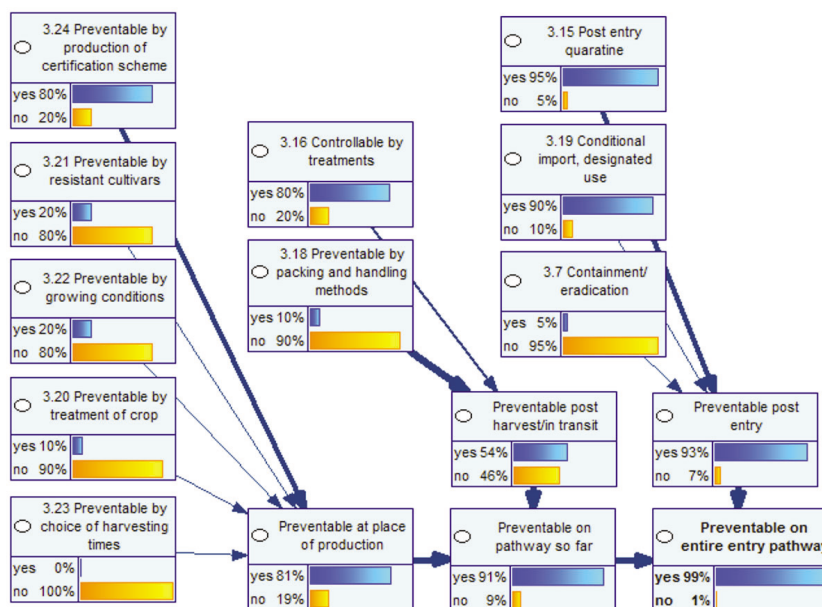 3.24 Preventable by
production of
certification scheme
yes 80%
no 20%
3.21 Preventable by
resistant cultivars
yes 20%
no 80%
3.22 Preventable by
growing conditions
yes 20%
no 80%
3.20 Preventable by
treatment of crop
yes 10%
no 90%
3.23 Preventable by
choice of harvesting
times
yes 0%
no 100%
3.16 Controllable by
treatments
yes 80%
no 20%
3.18 Preventable by
packing and handling
methods
yes 10%
no 90%
3.15 Post entry
quaratine
yes 95%
no 5%
3.19 Conditional
import, designated
use
yes 90%
no 10%
3.7 Containment/
eradication
yes 5%
no 95%
Preventable post
harvest/in transit
yes 54%
no 46%
Preventable post
entry
yes 93%
no 7%
Preventable at place
of production
yes 81%
no 19%
Preventable on
pathway so far
yes 91%
no 9%
Preventable on
entire entry pathway
yes 99%
no 1%